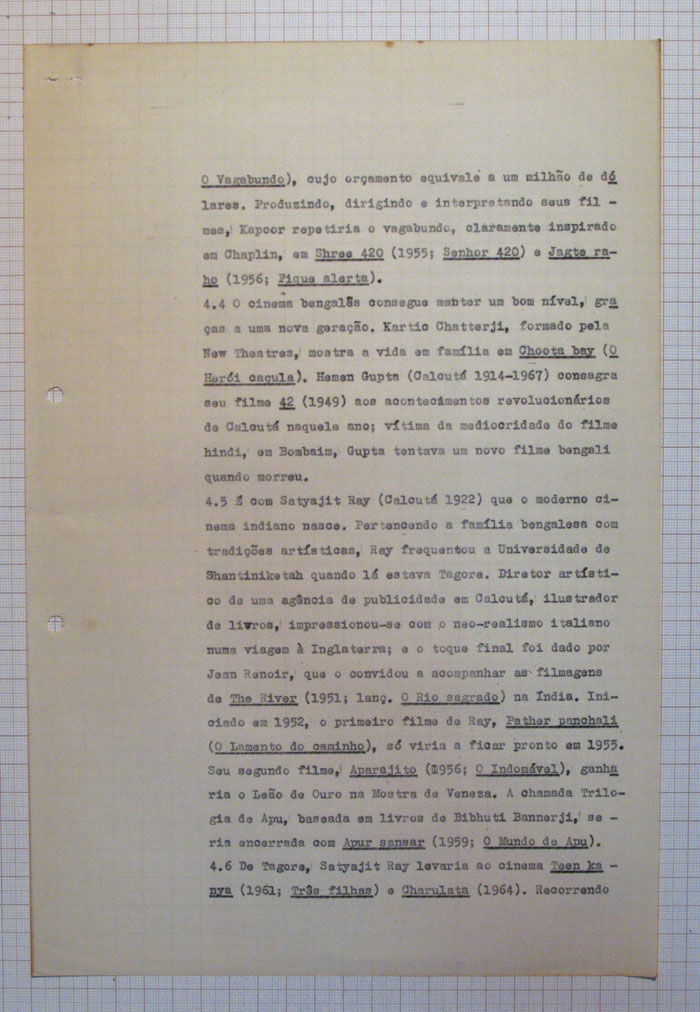 O Vagabundo), cujo orçamento equivale a um milhão de dó
lares. Produzindo, dirigindo e interpretando seus fil -
mes, Kapoor repetiria o vagabundo, claramente inspirado
em Chaplin, em Shree 420 (1955; Senhor 420) e Jagte ra-
ho (1956; Fique alerta).
4.4 O cinema bengalês consegue manter um bom nível, gra
ças a uma nova geração. Kartic Chatterji, formado pela
New Theatres, mostra a vida em família em Choota bay (O
Herói caçula). Hemen Gupta (Calcutá 1914-1967) consagra
seu filme 42 (1949) aos acontecimentos revolucionários
de Calcutá naquele ano; vítima da mediocridade do filme
hindi, em Bombaim, Gupta tentava um novo filme bengali
quando morreu.
4.5 É com Satyajit Ray (Calcutá 1922) que o moderno ci-
nema indiano nasce. Pertencendo a família bengalesa com
tradições artísticas, Ray frequentou a Universidade de
Shantiniketah quando lá estava Tagore. Diretor artísti-
co de uma agência de publicidade em Calcutá, ilustrador
de livros, impressionou-se com o neo-realismo italiano
numa viagem à Inglaterra; e o toque final foi dado por
Jean Renoir, que o convidou a acompanhar as filmagens
de The River (1951; lanç. O Rio sagrado) na Índia. Ini-
ciado em 1952, o primeiro filme de Ray, Pather panchali
(O Lamento do caminho), só viria a ficar pronto em 1955.
Seu segundo filme, Aparajito (1956; O Indomável), ganha
ria o Leão de Ouro na Mostra de Veneza. A chamada Trilo-
gia de Apu, baseada em livros de Bibhuti Bannerji, se -
ria encerrada com Apur sansar (1959; O Mundo de Apu).
4.6 De Tagore, Satyajit Ray levaria ao cinema Teen ka -
nya (1961; Três filhas) e Charulata (1964). Recorrendo